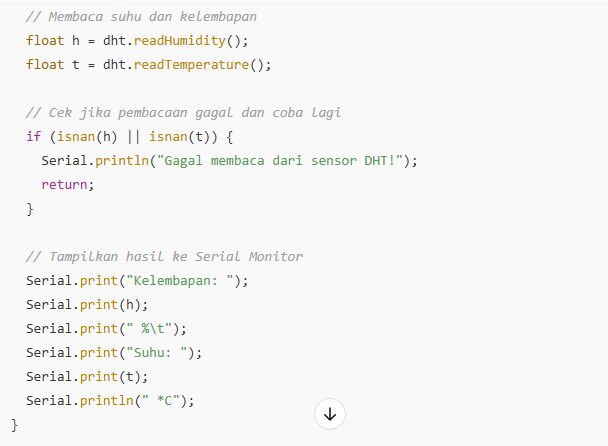 // Membaca suhu dan kelembapan
float h = dht.readHumidity();
float t = dht.readTemperature();
// Cek jika pembacaan gagal dan coba lagi
if (isnan(h) || isnan(t)) {
Serial.println("Gagal membaca dari sensor DHT!");
return;
}
// Tampilkan hasil ke Serial Monitor
Serial.print("Kelembapan: ");
Serial.print(h);
Serial.print(" %\t");
Serial.print("Suhu: ");
Serial.print(t);
Serial.println(" *C");
}